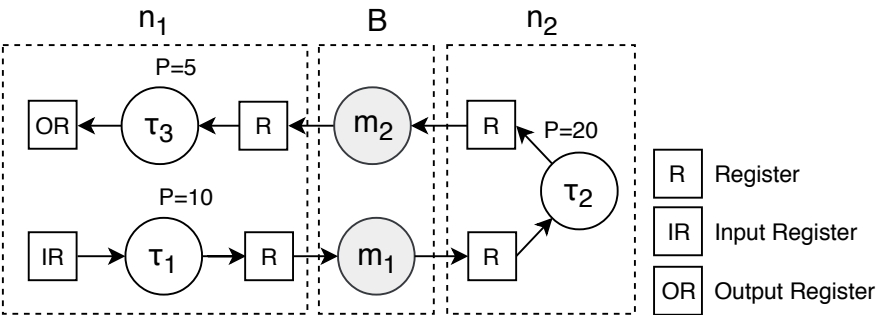 n₁ B n₂
P=5
OR τ₃ R m₂ R
P=20
τ₂
P=10
IR τ₁ R m₁ R
R Register
IR Input Register
OR Output Register